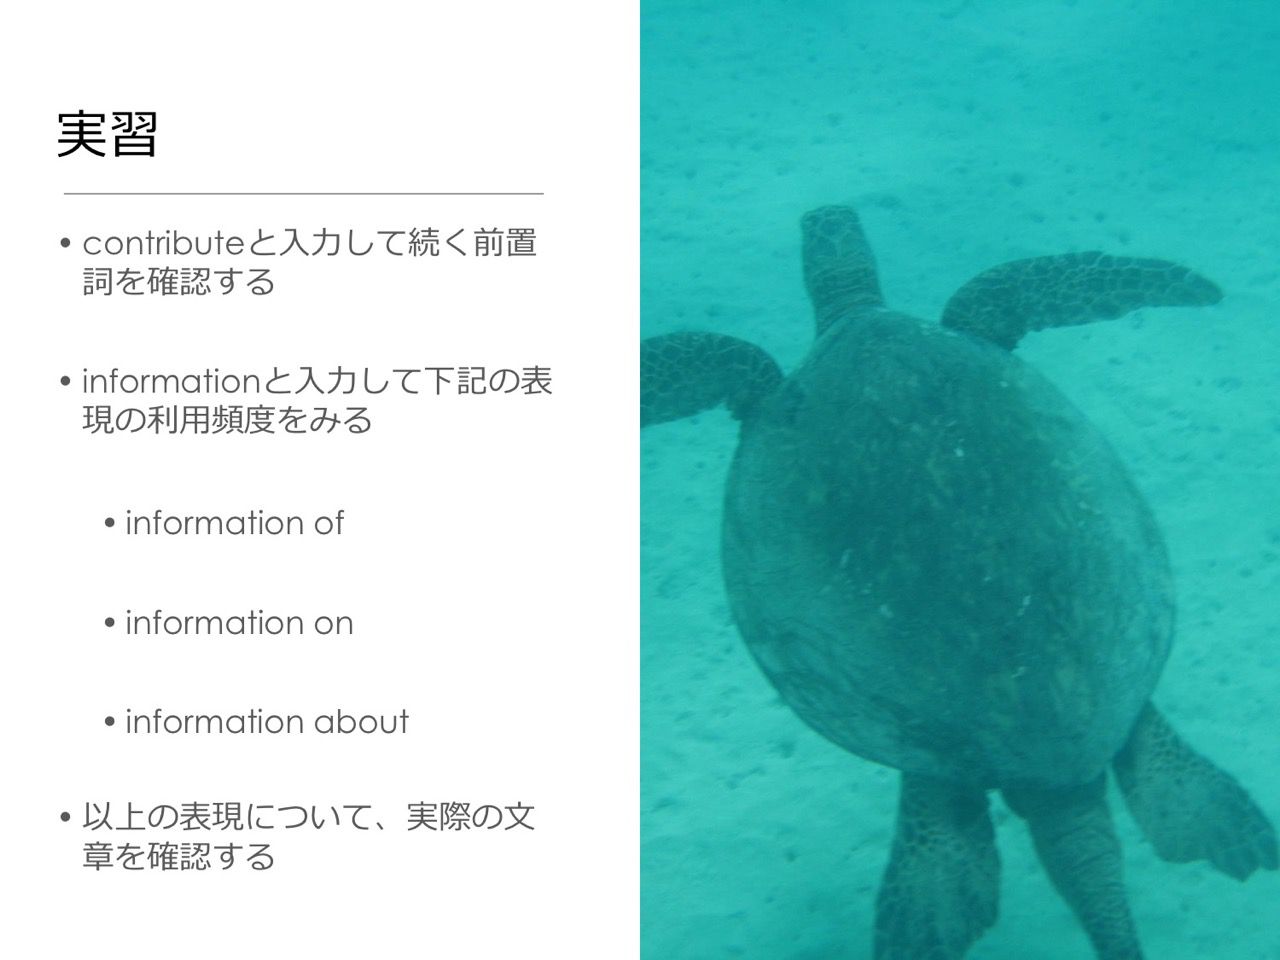 実習
• contributeと入力して続く前置
詞を確認する
• informationと入力して下記の表
現の利用頻度をみる
• information of
• information on
• information about
• 以上の表現について、実際の文
章を確認する